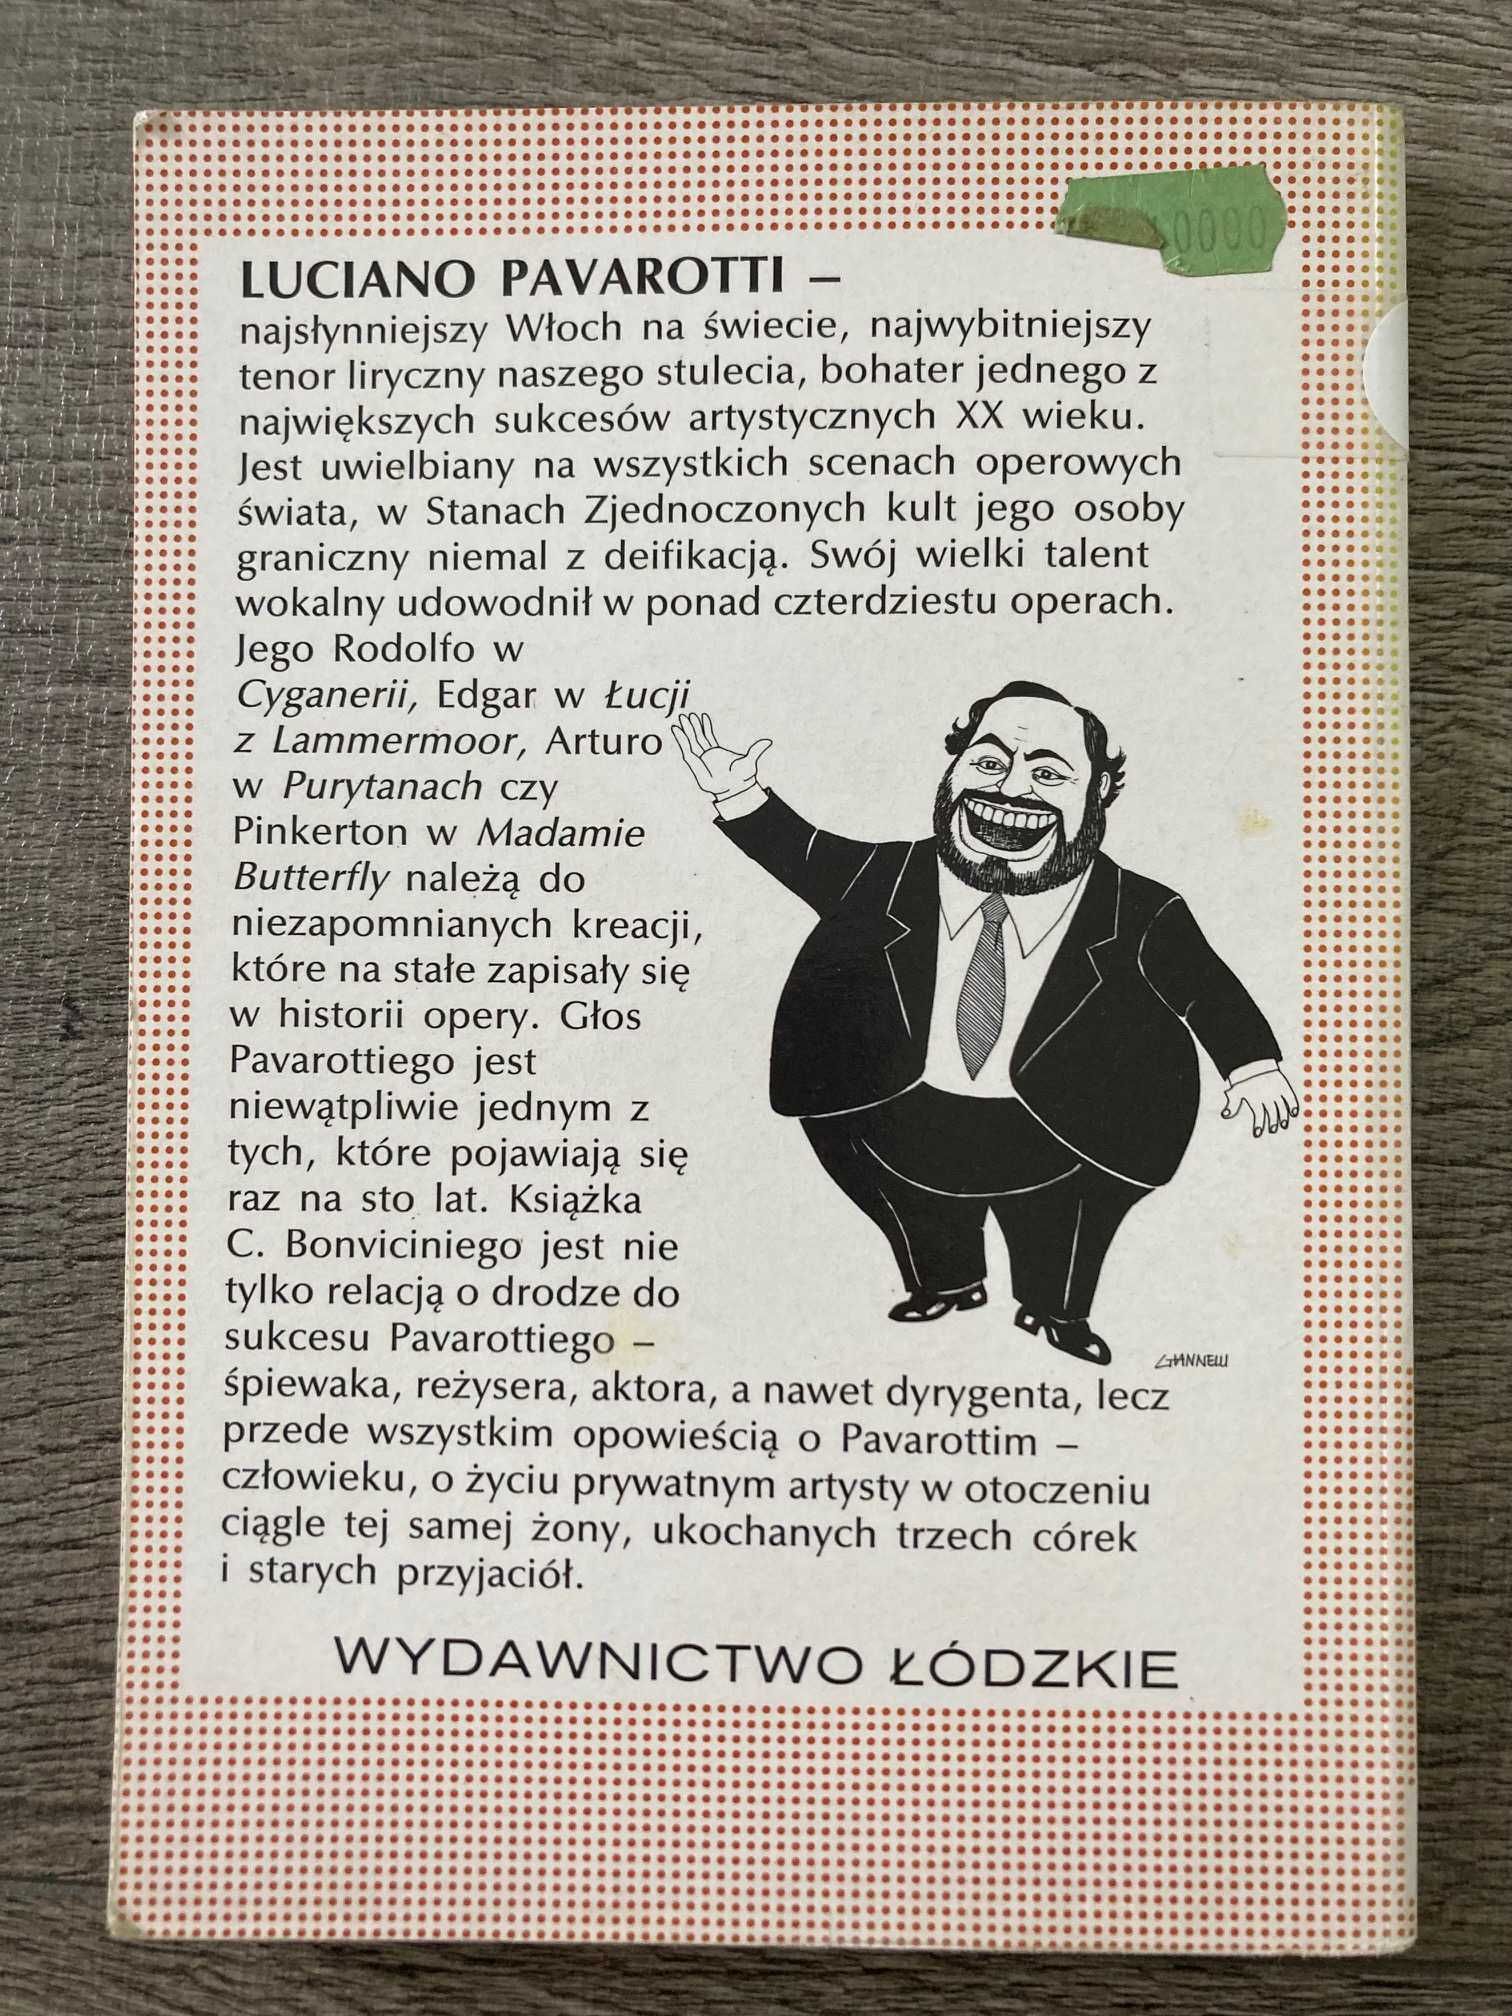 0000
LUCIANO PAVAROTTI –
najsłynniejszy Włoch na świecie, najwybitniejszy
tenor liryczny naszego stulecia, bohater jednego z
największych sukcesów artystycznych XX wieku.
Jest uwielbiany na wszystkich scenach operowych
świata, w Stanach Zjednoczonych kult jego osoby
graniczny niemal z deifikacją. Swój wielki talent
wokalny udowodnił w ponad czterdziestu operach.
Jego Rodolfo w
Cyganerii, Edgar w Łucji
z Lammermoor, Arturo
w Purytanach czy
Pinkerton w Madamie
Butterfly należą do
niezapomnianych kreacji,
które na stałe zapisały się
w historii opery. Głos
Pavarottiego jest
niewątpliwie jednym z
tych, które pojawiają się
raz na sto lat. Książka
C. Bonviciniego jest nie
tylko relacją o drodze do
sukcesu Pavarottiego –
śpiewaka, reżysera, aktora, a nawet dyrygenta, lecz
przede wszystkim opowieścią o Pavarottim –
człowieku, o życiu prywatnym artysty w otoczeniu
ciągle tej samej żony, ukochanych trzech córek
i starych przyjaciół.
GIANNELLI
WYDAWNICTWO ŁÓDZKIE